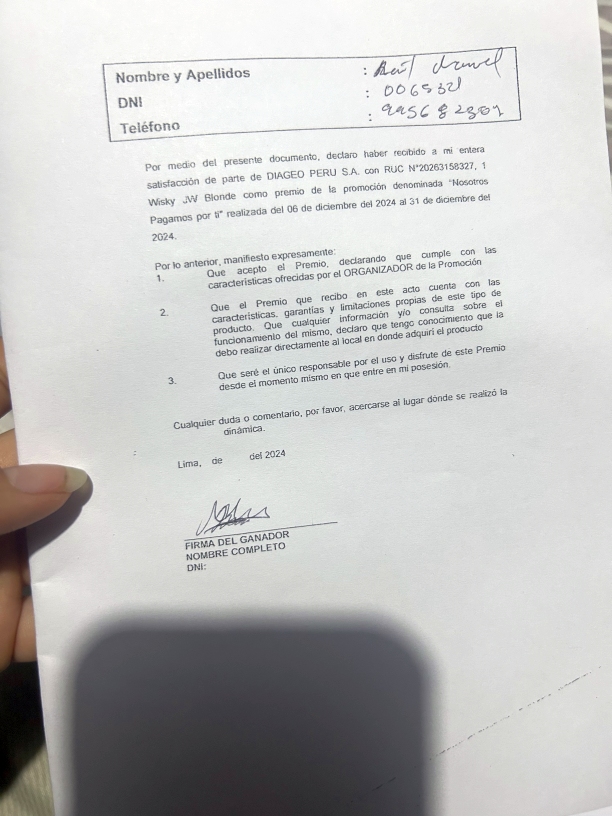 Nombre y Apellidos :
DNI : 006532
Teléfono :
Por medio del presente documento, declaro haber recibido a mi entera
satisfacción de parte de DIAGEO PERU S.A. con RUC N°20263158327, 1
Wisky JW Blonde como premio de la promoción denominada "Nosotros
Pagamos por ti" realizada del 06 de diciembre del 2024 al 31 de diciembre del
2024.
Por lo anterior, manifiesto expresamente:
1. Que acepto el Premio, declarando que cumple con las
características ofrecidas por el ORGANIZADOR de la Promoción
2. Que el Premio que recibo en este acto cuenta con las
características, garantías y limitaciones propias de este tipo de
producto. Que cualquier información y/o consulta sobre el
funcionamiento del mismo, declaro que tengo conocimiento que la
debo realizar directamente al local en donde adquirí el producto
3. Que seré el único responsable por el uso y disfrute de este Premio
desde el momento mismo en que entre en mi posesión.
Cualquier duda o comentario, por favor, acercarse al lugar dónde se realizó la
dinámica.
Lima, de del 2024
FIRMA DEL GANADOR
NOMBRE COMPLETO
DNI: